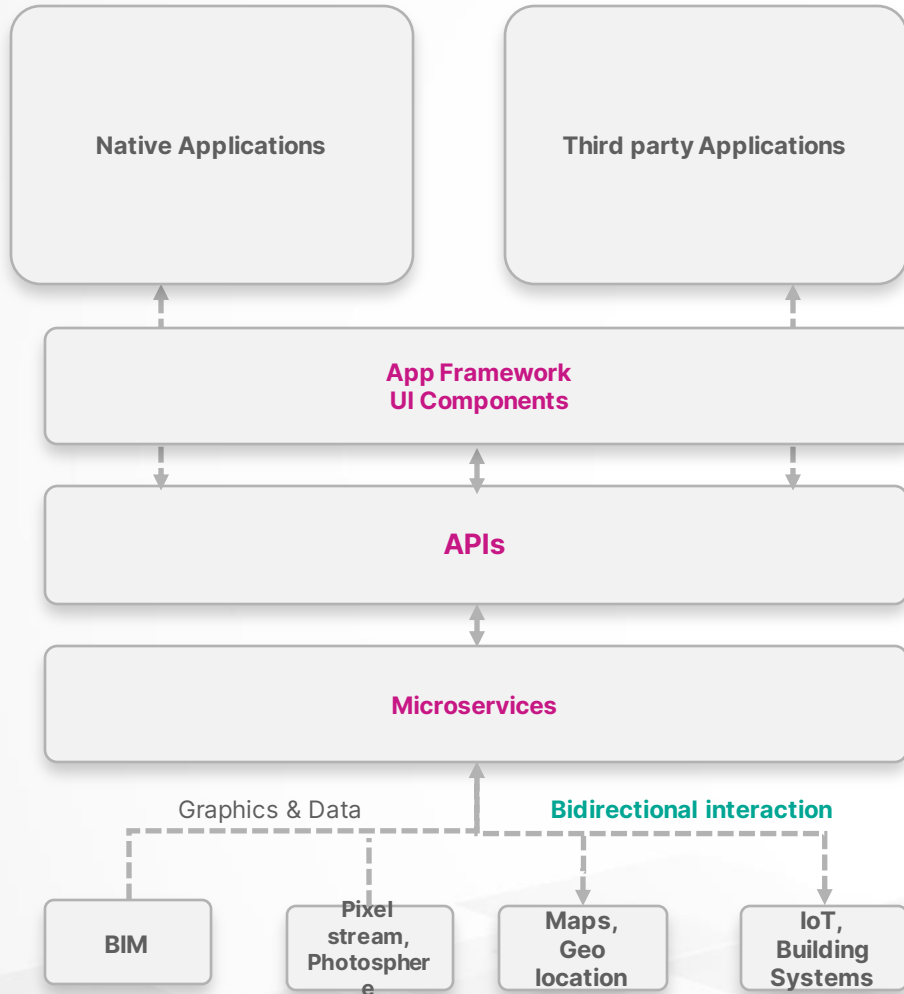 Native Applications
Third party Applications
App Framework
UI Components
APIs
Microservices
Graphics & Data
Bidirectional interaction
BIM
Pixel
stream,
Photospher
e
Maps,
Geo
location
IoT,
Building
Systems